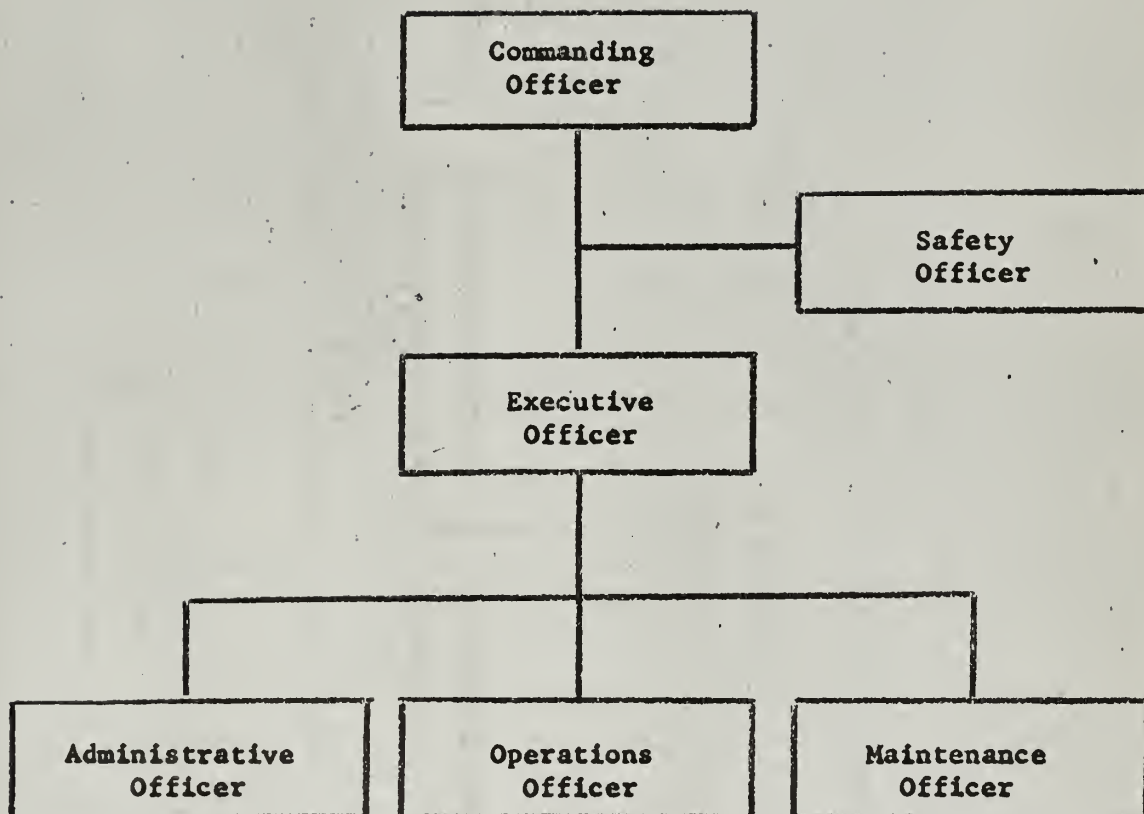 Commanding
Officer
Safety
Officer
Executive
Officer
Administrative
Officer
Operations
Officer
Maintenance
Officer